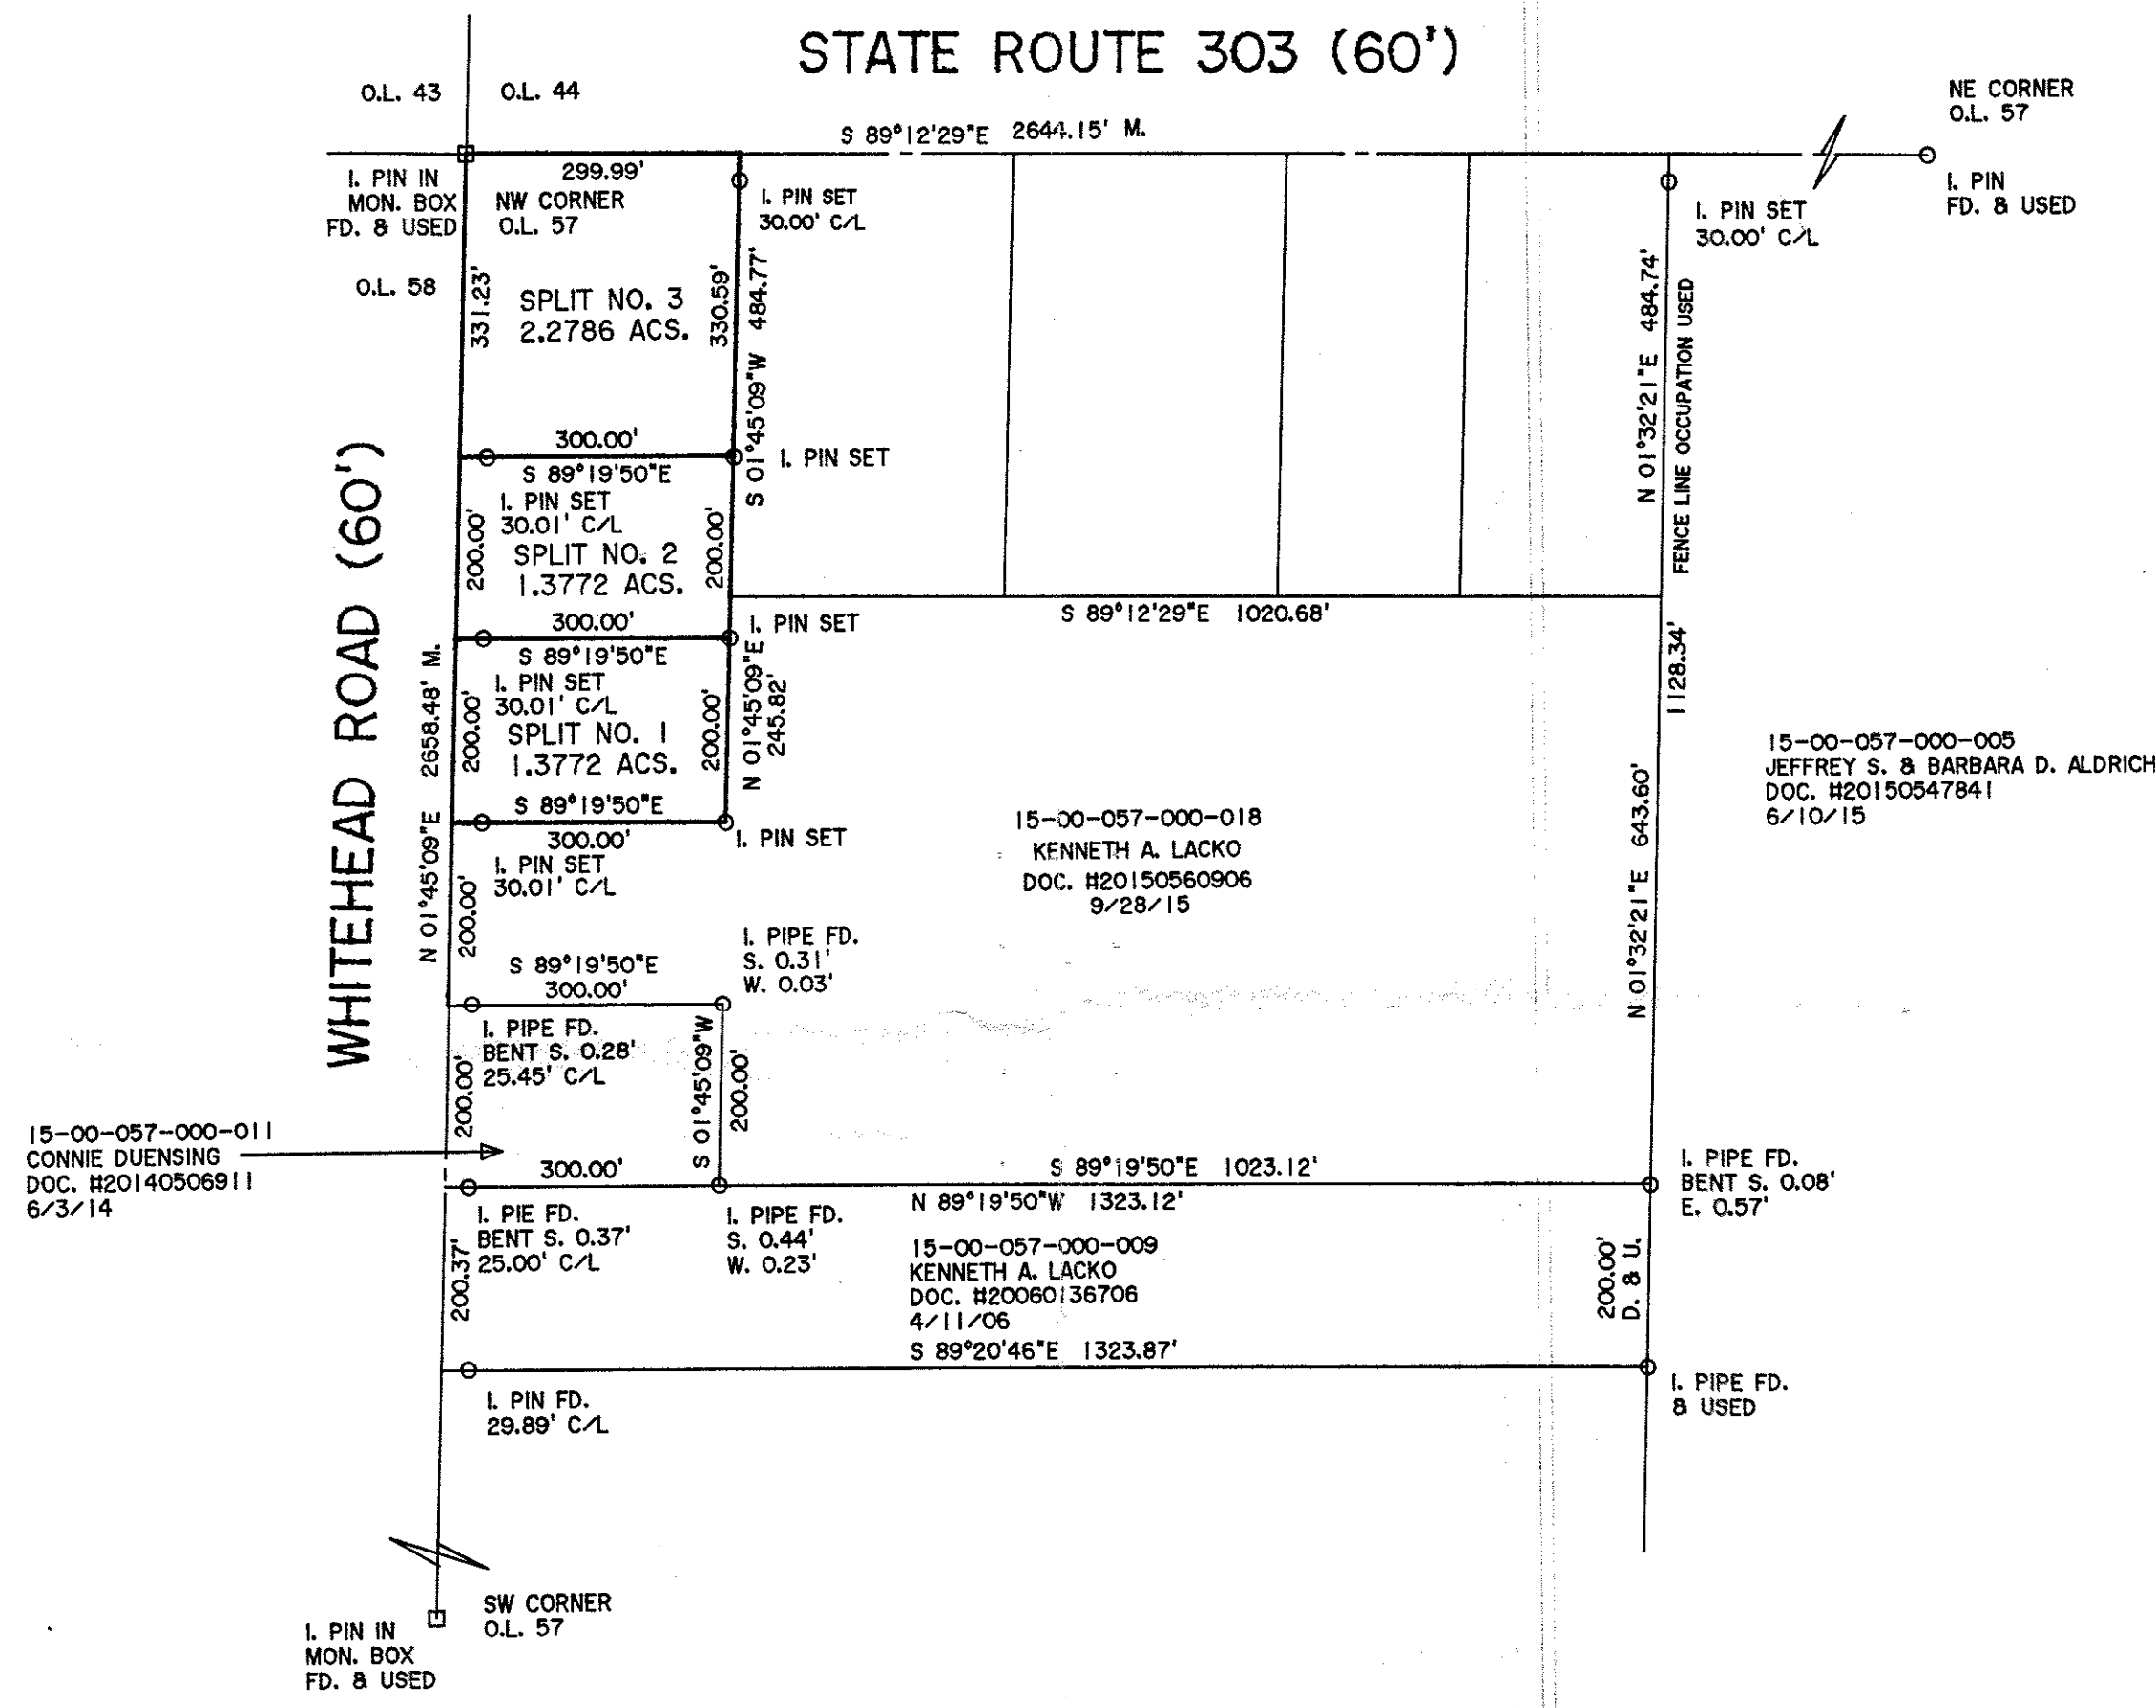 STATE ROUTE 303 (60')
O.L. 43
O.L. 44
NE CORNER
O.L. 57
S 89°12'29"E 2644.15' M.
I. PIN IN
MON. BOX
FD. & USED
299.99'
NW CORNER
O.L. 57
I. PIN SET
30.00' C/L
I. PIN SET
30.00' C/L
I. PIN
FD. & USED
O.L. 58
331.23'
SPLIT NO. 3
2.2786 ACS.
330.59'
S 01°45'09"W 484.77'
N 01°32'21"E 484.74'
FENCE LINE OCCUPATION USED
300.00'
S 89°19'50"E
I. PIN SET
I. PIN SET
30.01' C/L
200.00'
SPLIT NO. 2
1.3772 ACS.
200.00'
WHITEHEAD ROAD (60')
300.00'
S 89°19'50"E
I. PIN SET
S 89°12'29"E 1020.68'
1128.34'
N 01°45'09"E 2658.48' M.
I. PIN SET
30.01' C/L
200.00'
SPLIT NO. 1
1.3772 ACS.
200.00'
N 01°45'09"E
245.82'
S 89°19'50"E
300.00'
I. PIN SET
I. PIN SET
30.01' C/L
200.00'
15-00-057-000-018
KENNETH A. LACKO
DOC. #20150560906
9/28/15
N 01°32'21"E 643.60'
15-00-057-000-005
JEFFREY S. & BARBARA D. ALDRICH
DOC. #20150547841
6/10/15
I. PIPE FD.
S. 0.31'
W. 0.03'
S 89°19'50"E
300.00'
I. PIPE FD.
BENT S. 0.28'
25.45' C/L
200.00'
S 01°45'09"W
200.00'
15-00-057-000-011
CONNIE DUENSING
DOC. #20140506911
6/3/14
300.00'
S 89°19'50"E 1023.12'
N 89°19'50"W 1323.12'
I. PIPE FD.
BENT S. 0.08'
E. 0.57'
I. PIE FD.
BENT S. 0.37'
25.00' C/L
200.37'
I. PIPE FD.
S. 0.44'
W. 0.23'
15-00-057-000-009
KENNETH A. LACKO
DOC. #20060136706
4/11/06
S 89°20'46"E 1323.87'
200.00'
D. & U.
I. PIN FD.
29.89' C/L
I. PIPE FD.
& USED
SW CORNER
O.L. 57
I. PIN IN
MON. BOX
FD. & USED